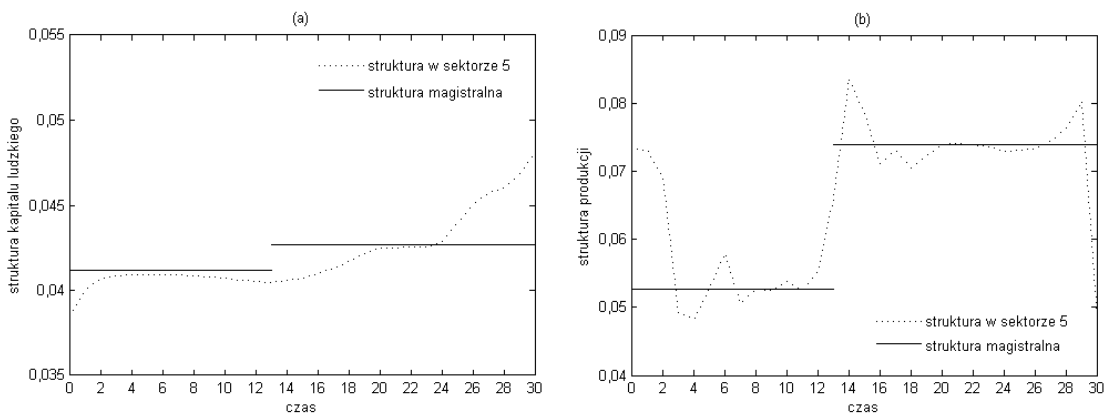 (a)
0,055
0,05
0,045
0,04
0,035
struktura kapitalu ludzkiego
struktura w sektorze 5
struktura magistralna
0 2 4 6 8 10 12 14 16 18 20 22 24 26 28 30
czas
(b)
0,09
0,08
0,07
0,06
0,05
0,04
struktura produkcji
struktura w sektorze 5
struktura magistralna
0 2 4 6 8 10 12 14 16 18 20 22 24 26 28 30
czas